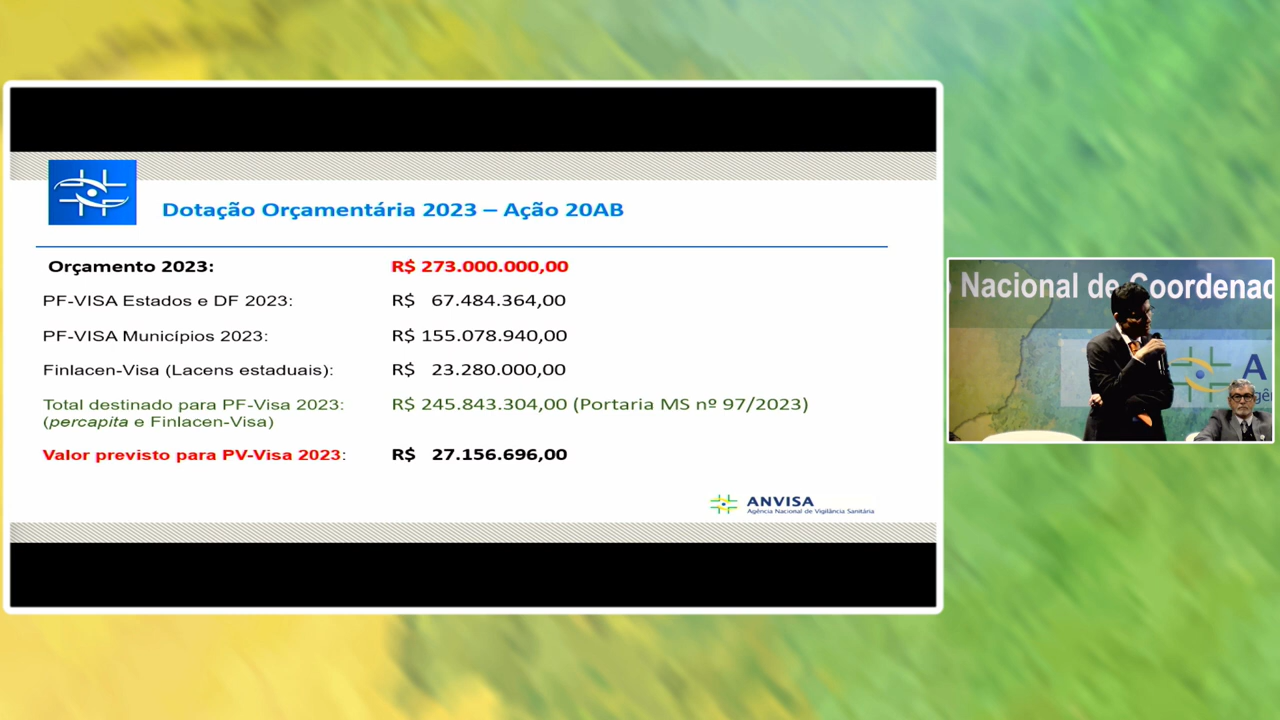 Dotação Orçamentária 2023 – Ação 20AB
Orçamento 2023: R$ 273.000.000,00
PF-VISA Estados e DF 2023: R$ 67.484.364,00
PF-VISA Municípios 2023: R$ 155.078.940,00
Finlacen-Visa (Lacens estaduais): R$ 23.280.000,00
Total destinado para PF-Visa 2023: R$ 245.843.304,00 (Portaria MS nº 97/2023)
(percapita e Finlacen-Visa)
Valor previsto para PV-Visa 2023: R$ 27.156.696,00
ANVISA
Agência Nacional de Vigilância Sanitária
Nacional de Coordenac
A